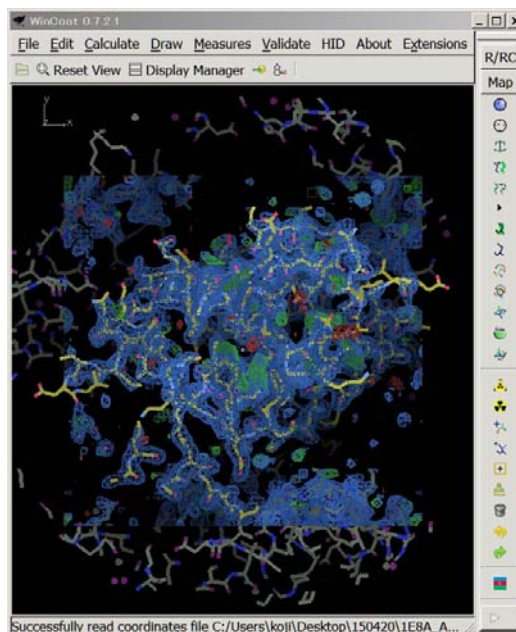 WinCoot 0.7.2.1
File Edit Calculate Draw Measures Validate HID About Extensions
Reset View Display Manager
R/RC
Map
Successfully read coordinates file C:/Users\koji\Desktop\150420\1E8A_A...